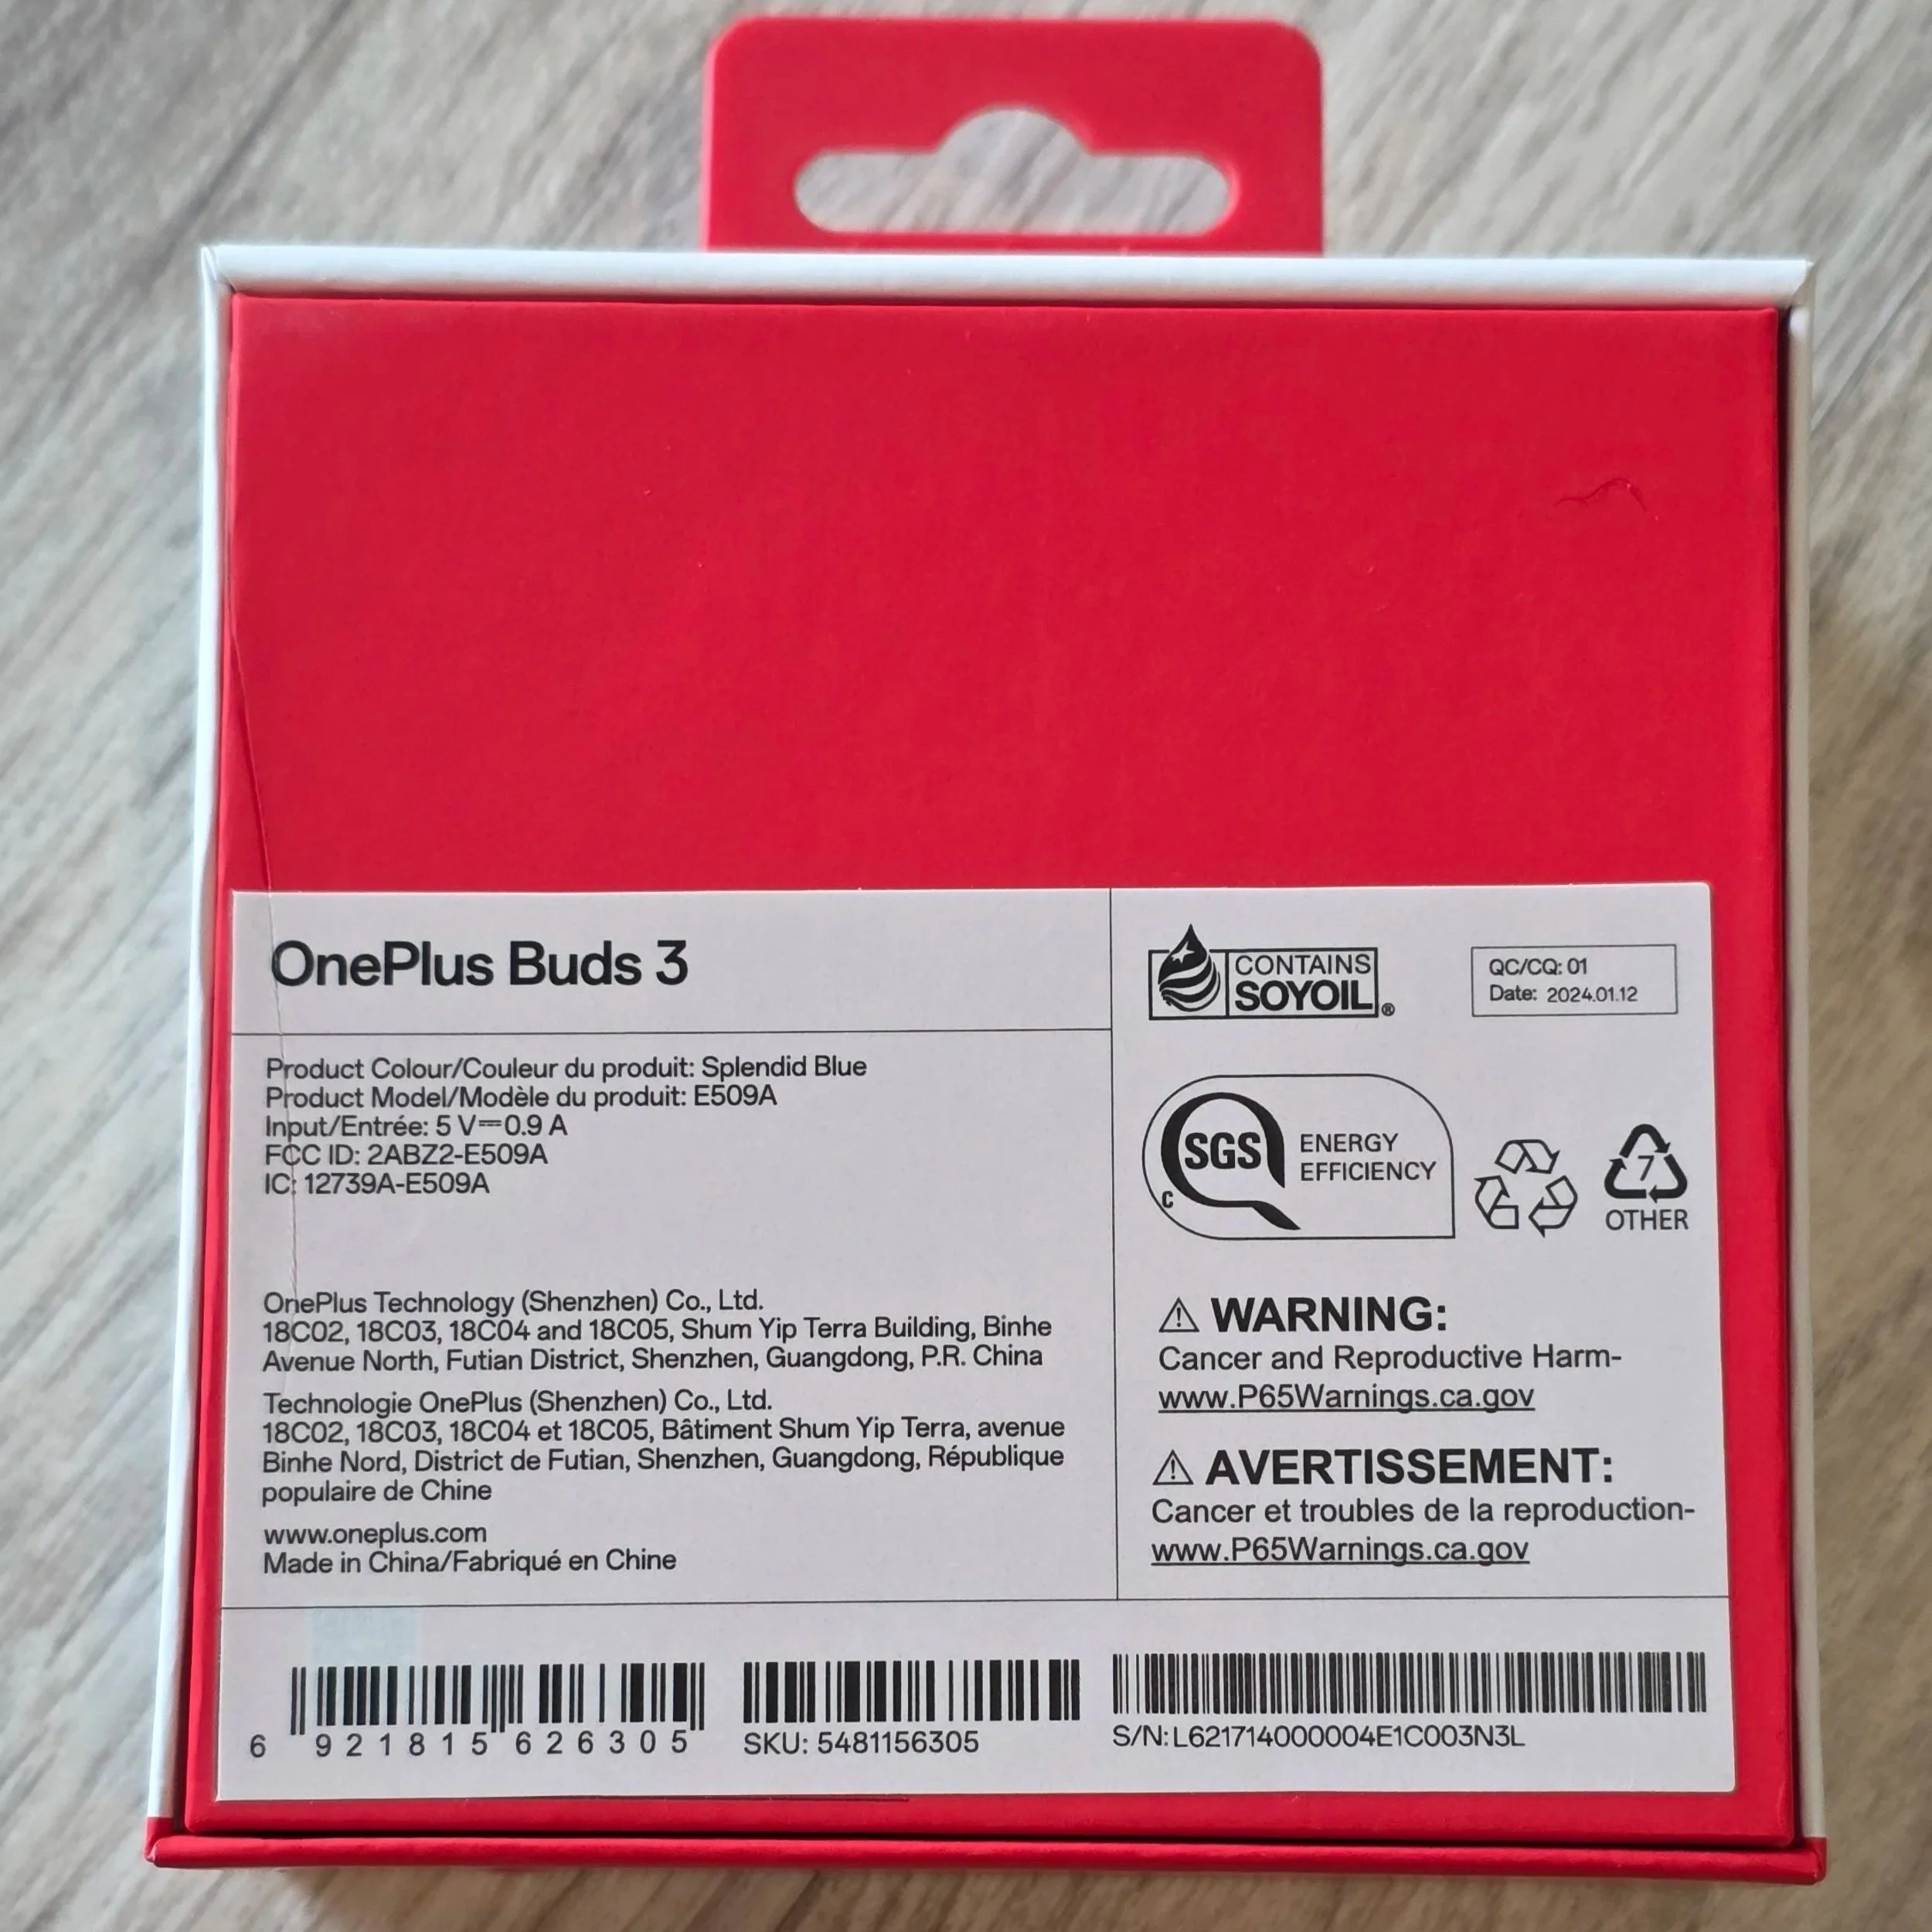 OnePlus Buds 3
Product Colour/Couleur du produit: Splendid Blue
Product Model/Modèle du produit: E509A
Input/Entrée: 5 V⎓0.9 A
FCC ID: 2ABZ2-E509A
IC: 12739A-E509A
OnePlus Technology (Shenzhen) Co., Ltd.
18C02, 18C03, 18C04 and 18C05, Shum Yip Terra Building, Binhe
Avenue North, Futian District, Shenzhen, Guangdong, P.R. China
Technologie OnePlus (Shenzhen) Co., Ltd.
18C02, 18C03, 18C04 et 18C05, Bâtiment Shum Yip Terra, avenue
Binhe Nord, District de Futian, Shenzhen, Guangdong, République
populaire de Chine
www.oneplus.com
Made in China/Fabriqué en Chine
CONTAINS
SOYOIL®
QC/CQ: 01
Date: 2024.01.12
SGS
C
ENERGY
EFFICIENCY
7
OTHER
⚠ WARNING:
Cancer and Reproductive Harm-
www.P65Warnings.ca.gov
⚠ AVERTISSEMENT:
Cancer et troubles de la reproduction-
www.P65Warnings.ca.gov
6 921815 626305
SKU: 5481156305
S/N: L621714000004E1C003N3L